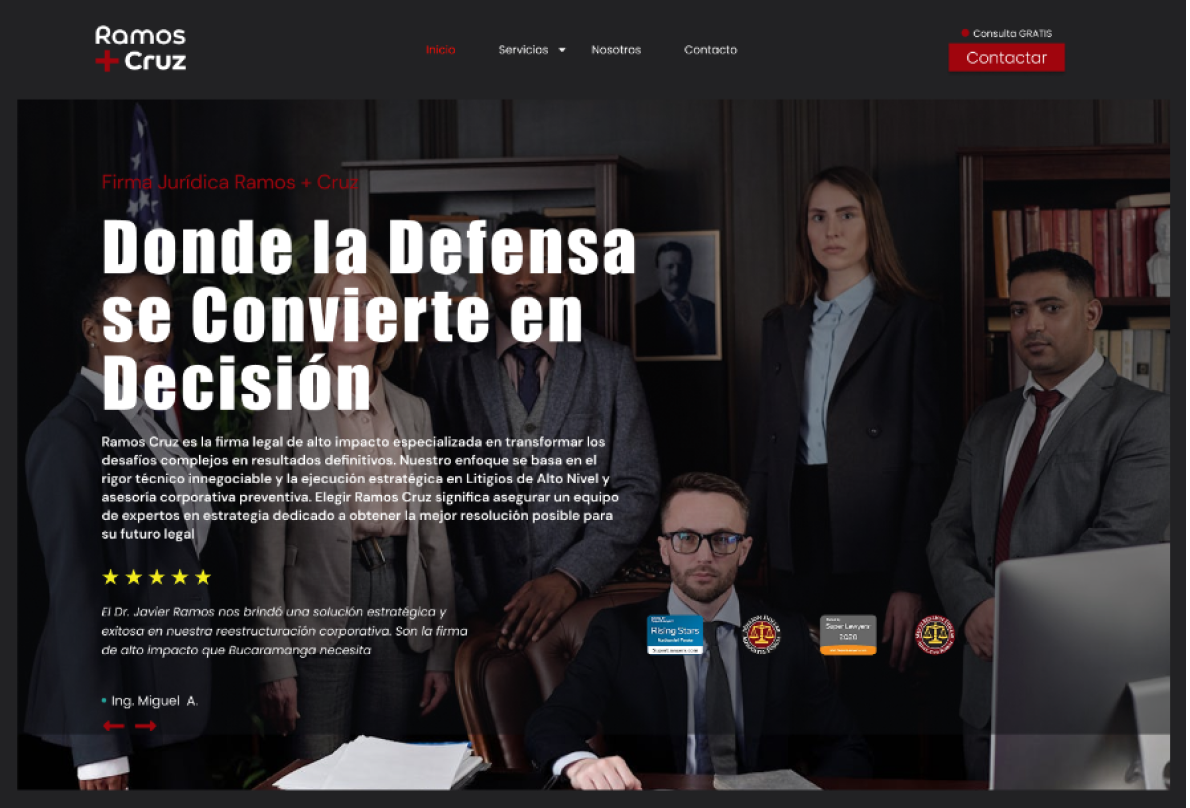 Ramos
+ Cruz
Inicio
Servicios
Nosotros
Contacto
Consulta GRATIS
Contactar
Firma Jurídica Ramos + Cruz
Donde la Defensa
se Convierte en
Decisión
Ramos Cruz es la firma legal de alto impacto especializada en transformar los
desafíos complejos en resultados definitivos. Nuestro enfoque se basa en el
rigor técnico innegociable y la ejecución estratégica en Litigios de Alto Nivel y
asesoría corporativa preventiva. Elegir Ramos Cruz significa asegurar un equipo
de expertos en estrategia dedicado a obtener la mejor resolución posible para
su futuro legal
El Dr. Javier Ramos nos brindó una solución estratégica y
exitosa en nuestra reestructuración corporativa. Son la firma
de alto impacto que Bucaramanga necesita
Ing. Miguel A.
Rising Stars
SuperLawyers.com
Super Lawyers
2020